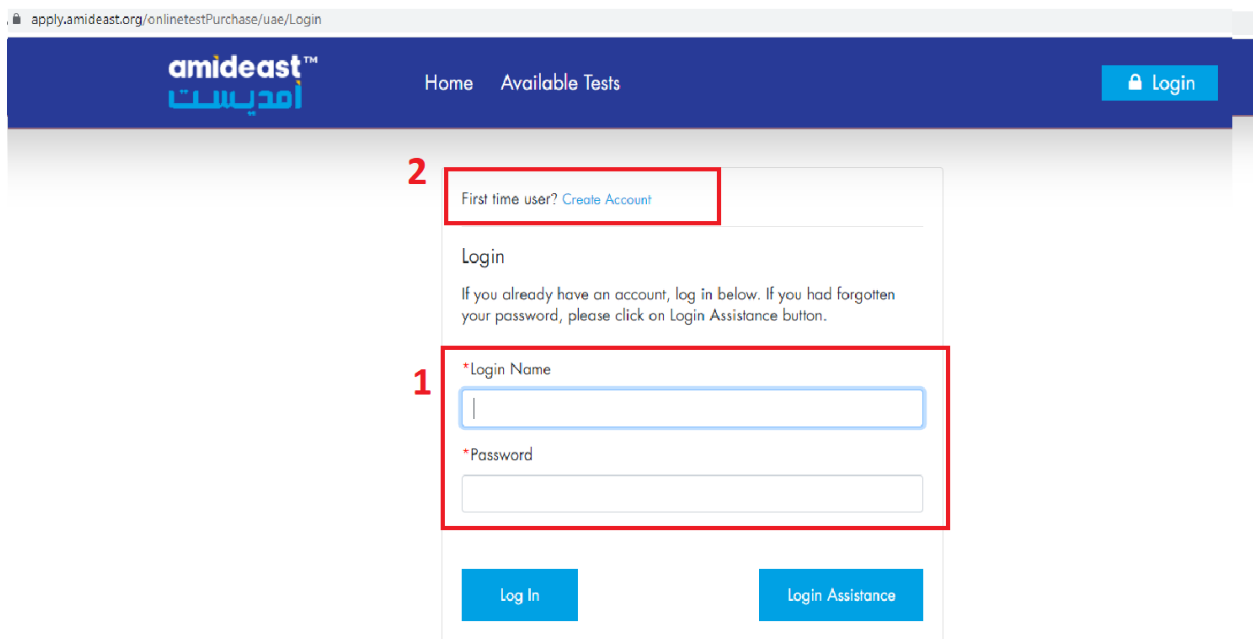 apply.amideast.org/onlinetestPurchase/uae/Login
amideast™
أمديست
Home
Available Tests
Login
2
First time user? Create Account
Login
If you already have an account, log in below. If you had forgotten
your password, please click on Login Assistance button.
1
*Login Name
*Password
Log In
Login Assistance